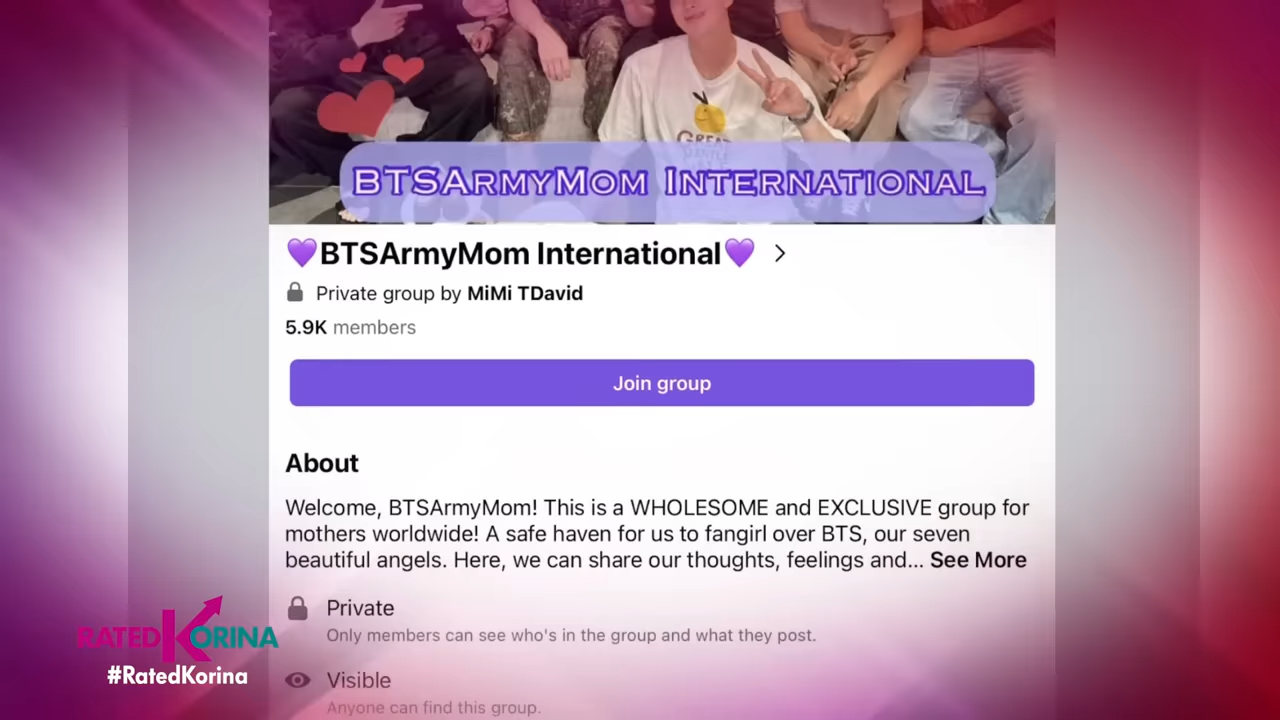 GREAT
BTSARMYMOM INTERNATIONAL
💜BTSArmyMom International💜 >
Private group by MiMi TDavid
5.9K members
Join group
About
Welcome, BTSArmyMom! This is a WHOLESOME and EXCLUSIVE group for
mothers worldwide! A safe haven for us to fangirl over BTS, our seven
beautiful angels. Here, we can share our thoughts, feelings and... See More
Private
Only members can see who's in the group and what they post.
Visible
Anyone can find this group.
RATED KORINA
#RatedKorina